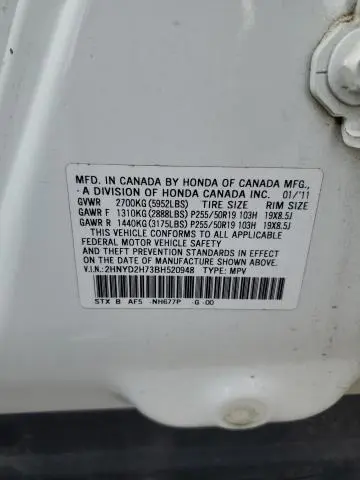 MFD. IN CANADA BY HONDA OF CANADA MFG.,
A DIVISION OF HONDA CANADA INC. 01/'11
GVWR 2700KG(5952LBS) TIRE SIZE RIM SIZE
GAWR F 1310KG(2888LBS) P255/50R19 103H 19X8.5J
GAWR R 1440KG(3175LBS) P255/50R19 103H 19X8.5J
THIS VEHICLE CONFORMS TO ALL APPLICABLE
FEDERAL MOTOR VEHICLE SAFETY
AND THEFT PREVENTION STANDARDS IN EFFECT
ON THE DATE OF MANUFACTURE SHOWN ABOVE.
V.I.N.:2HNYD2H73BH520948 TYPE: MPV
STX B AF5 -NH677P -G -00